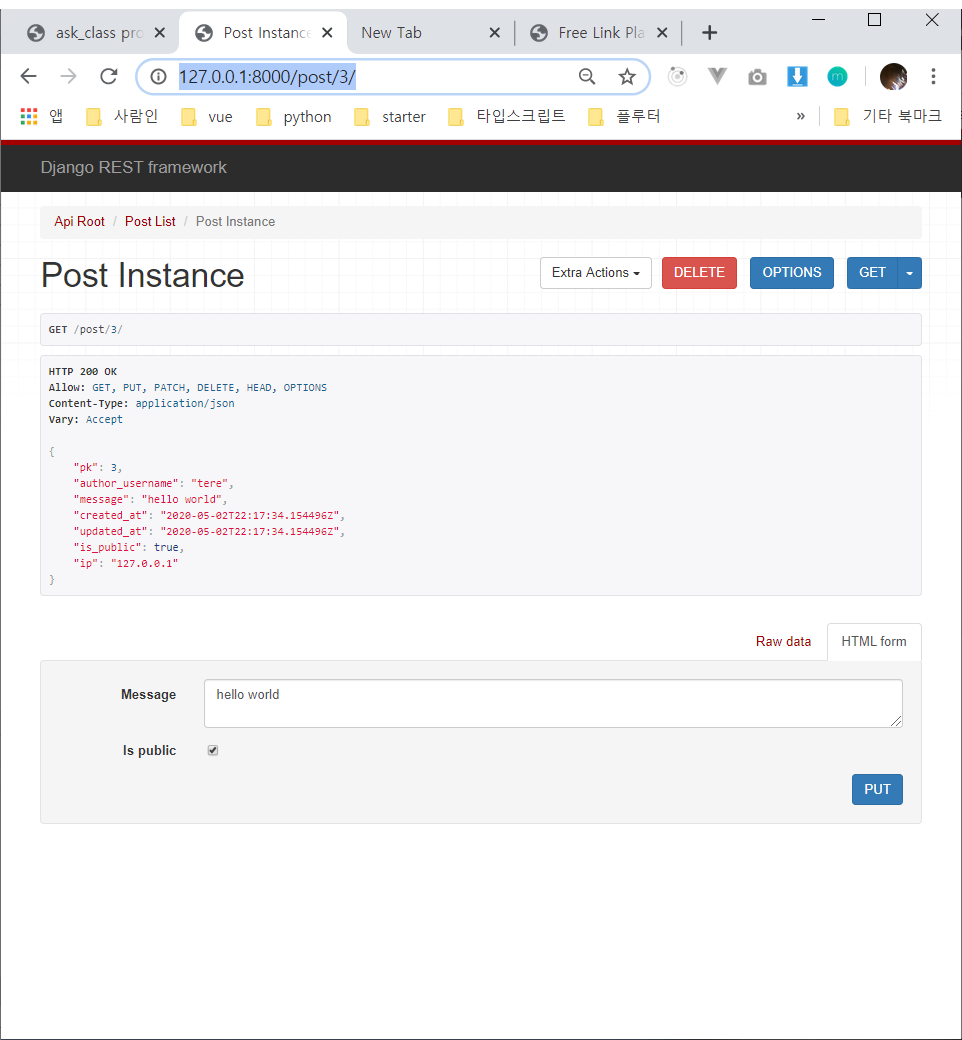 ask_class pro
Post Instance
New Tab
Free Link Pla
127.0.0.1:8000/post/3/
앱 사람인 vue python starter 타입스크립트 플루터 » 기타 북마크
Django REST framework
Api Root / Post List / Post Instance
Post Instance
Extra Actions DELETE OPTIONS GET
GET /post/3/
HTTP 200 OK
Allow: GET, PUT, PATCH, DELETE, HEAD, OPTIONS
Content-Type: application/json
Vary: Accept
{
"pk": 3,
"author_username": "tere",
"message": "hello world",
"created_at": "2020-05-02T22:17:34.154496Z",
"updated_at": "2020-05-02T22:17:34.154496Z",
"is_public": true,
"ip": "127.0.0.1"
}
Raw data HTML form
Message hello world
Is public
PUT